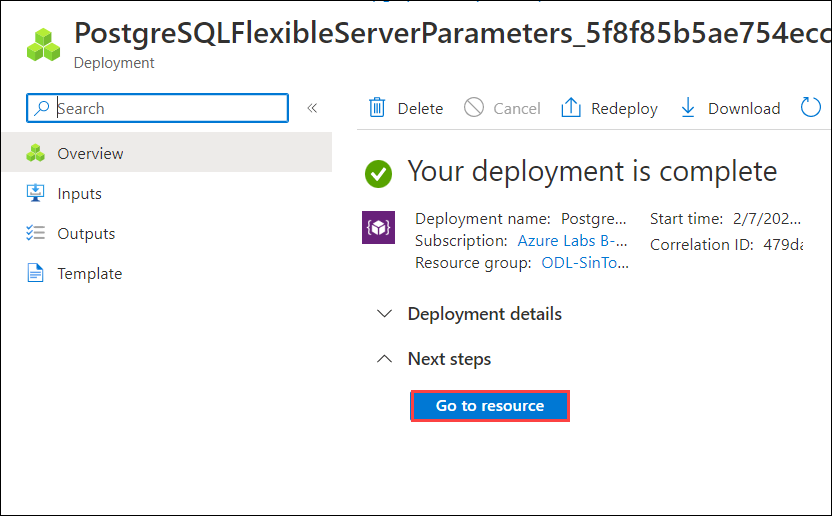 PostgreSQLFlexibleServerParameters_5f8f85b5ae754ecc
Deployment
Search
«
Delete
Cancel
Redeploy
Download
Overview
Inputs
Outputs
Template
Your deployment is complete
Deployment name: Postgre...
Subscription: Azure Labs B-...
Resource group: ODL-SinTo...
Start time: 2/7/202...
Correlation ID: 479da
Deployment details
Next steps
Go to resource